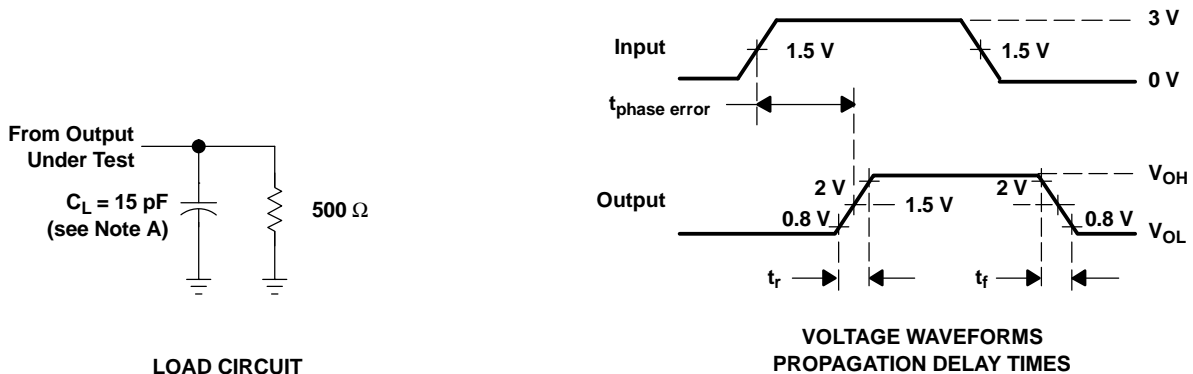 From Output
Under Test
C_L = 15 pF
(see Note A)
500 Ω
LOAD CIRCUIT
Input
1.5 V
1.5 V
3 V
0 V
t_phase error
Output
2 V
0.8 V
1.5 V
2 V
0.8 V
V_OH
V_OL
t_r
t_f
VOLTAGE WAVEFORMS
PROPAGATION DELAY TIMES